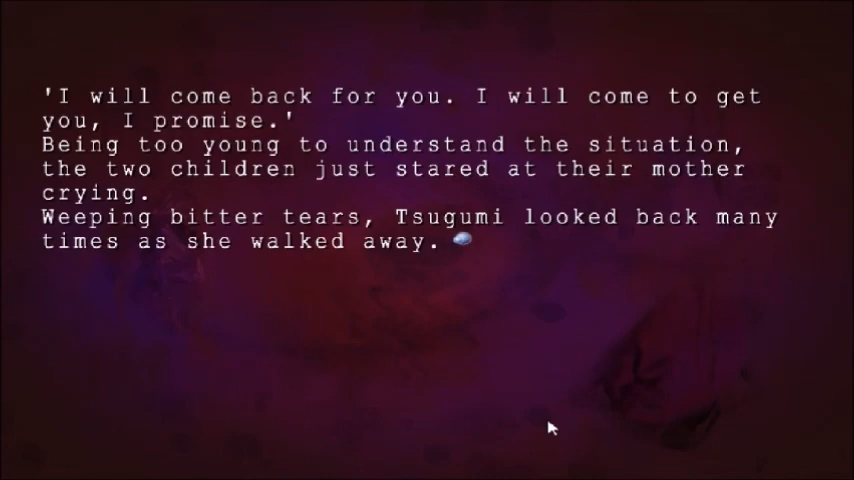 'I will come back for you. I will come to get
you, I promise.'
Being too young to understand the situation,
the two children just stared at their mother
crying.
Weeping bitter tears, Tsugumi looked back many
times as she walked away.